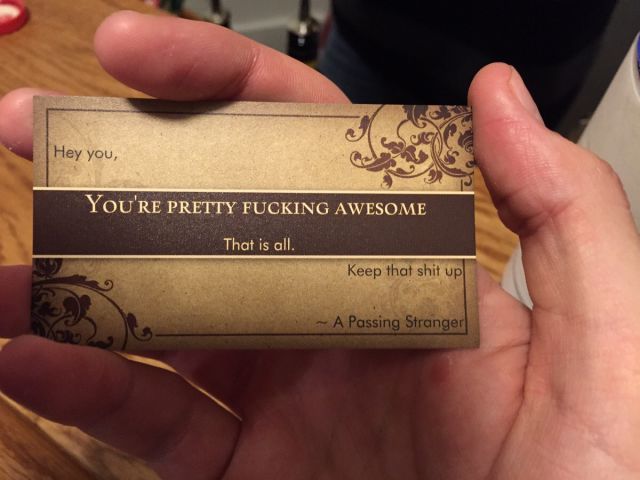 Hey you,
You're pretty fucking awesome
That is all.
Keep that shit up
~ A Passing Stranger